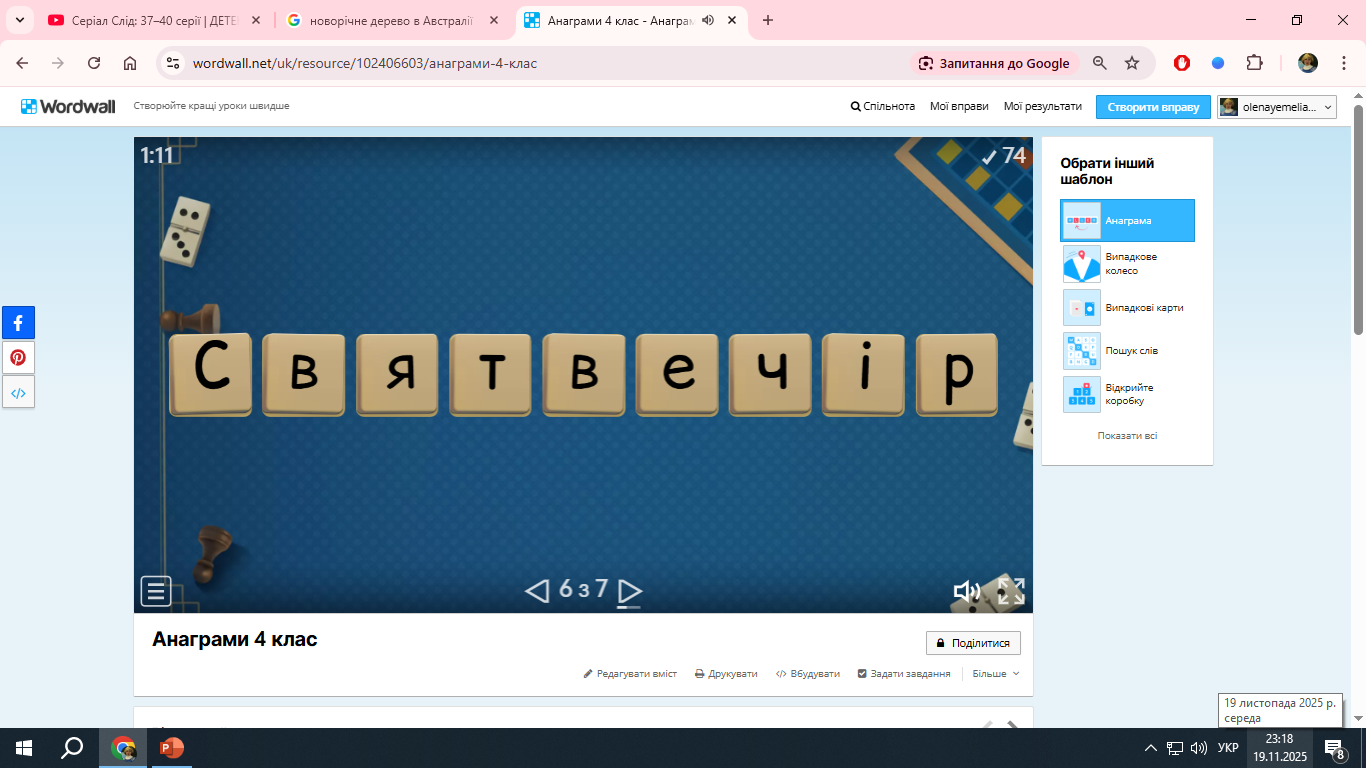 Серіал Слід: 37–40 серії | ДЕТЕК
новорічне дерево в Австралії
Анаграми 4 клас - Анаграм
wordwall.net/uk/resource/102406603/анаграми-4-клас
Запитання до Google
Wordwall
Створюйте кращі уроки швидше
Спільнота
Мої вправи
Мої результати
Створити вправу
olenayemelia...
1:11
74
С в я т в е ч і р
6 з 7
Обрати інший
шаблон
Анаграма
Випадкове
колесо
Випадкові карти
Пошук слів
Відкрийте
коробку
Показати всі
Анаграми 4 клас
Поділитися
Редагувати вміст
Друкувати
Вбудувати
Задати завдання
Більше
19 листопада 2025 р.
середа
УКР
23:18
19.11.2025
8